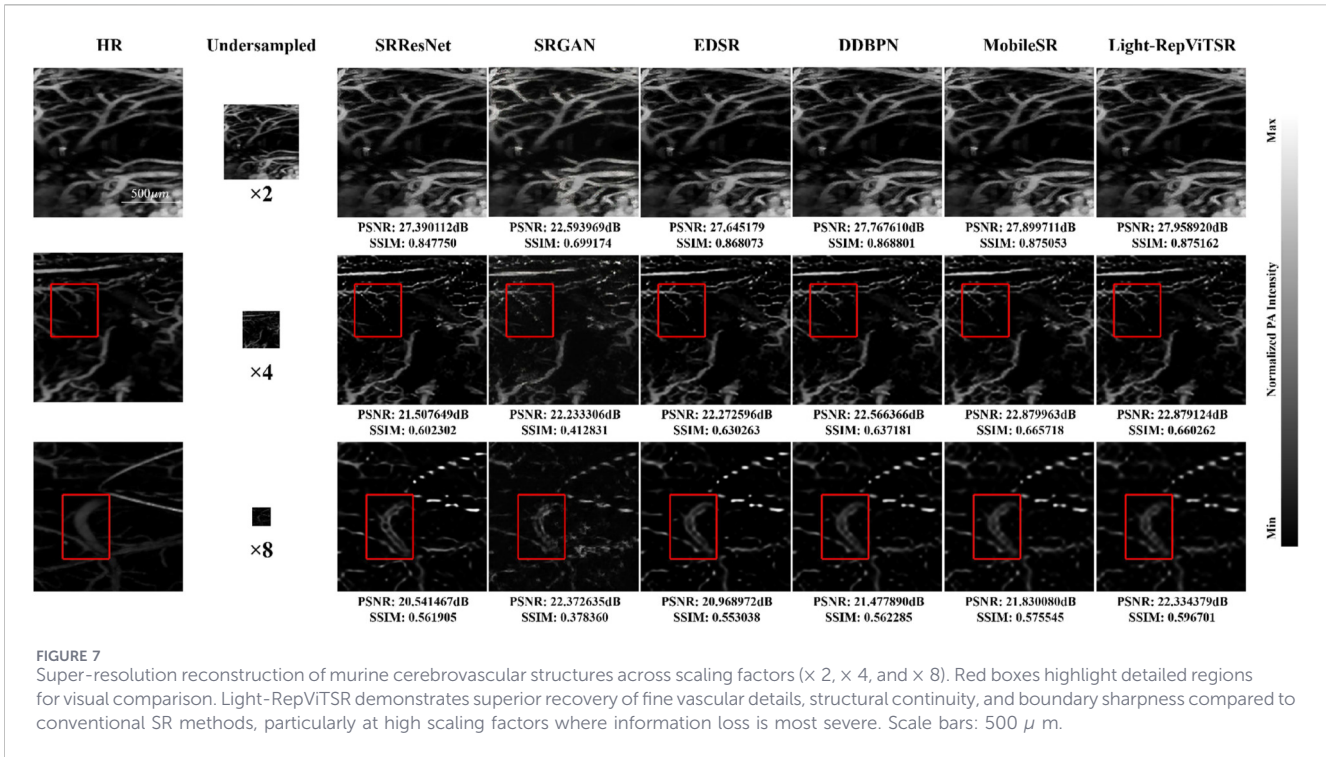 HR Undersampled SRResNet SRGAN EDSR DDBPN MobileSR Light-RepViTSR
500μm
×2
PSNR: 27.390112dB PSNR: 22.593969dB PSNR: 27.645179 PSNR: 27.767610dB PSNR: 27.899711dB PSNR: 27.958920dB
SSIM: 0.847750 SSIM: 0.699174 SSIM: 0.868073 SSIM: 0.868801 SSIM: 0.875053 SSIM: 0.875162
×4
PSNR: 21.507649dB PSNR: 22.233306dB PSNR: 22.272596dB PSNR: 22.566366dB PSNR: 22.879963dB PSNR: 22.879124dB
SSIM: 0.602302 SSIM: 0.412831 SSIM: 0.630263 SSIM: 0.637181 SSIM: 0.665718 SSIM: 0.660262
×8
PSNR: 20.541467dB PSNR: 22.372635dB PSNR: 20.968972dB PSNR: 21.477890dB PSNR: 21.830080dB PSNR: 22.334379dB
SSIM: 0.561905 SSIM: 0.378360 SSIM: 0.553038 SSIM: 0.562285 SSIM: 0.575545 SSIM: 0.596701
Max
Normalized PA Intensity
Min
FIGURE 7
Super-resolution reconstruction of murine cerebrovascular structures across scaling factors (× 2, × 4, and × 8). Red boxes highlight detailed regions
for visual comparison. Light-RepViTSR demonstrates superior recovery of fine vascular details, structural continuity, and boundary sharpness compared to
conventional SR methods, particularly at high scaling factors where information loss is most severe. Scale bars: 500 μ m.